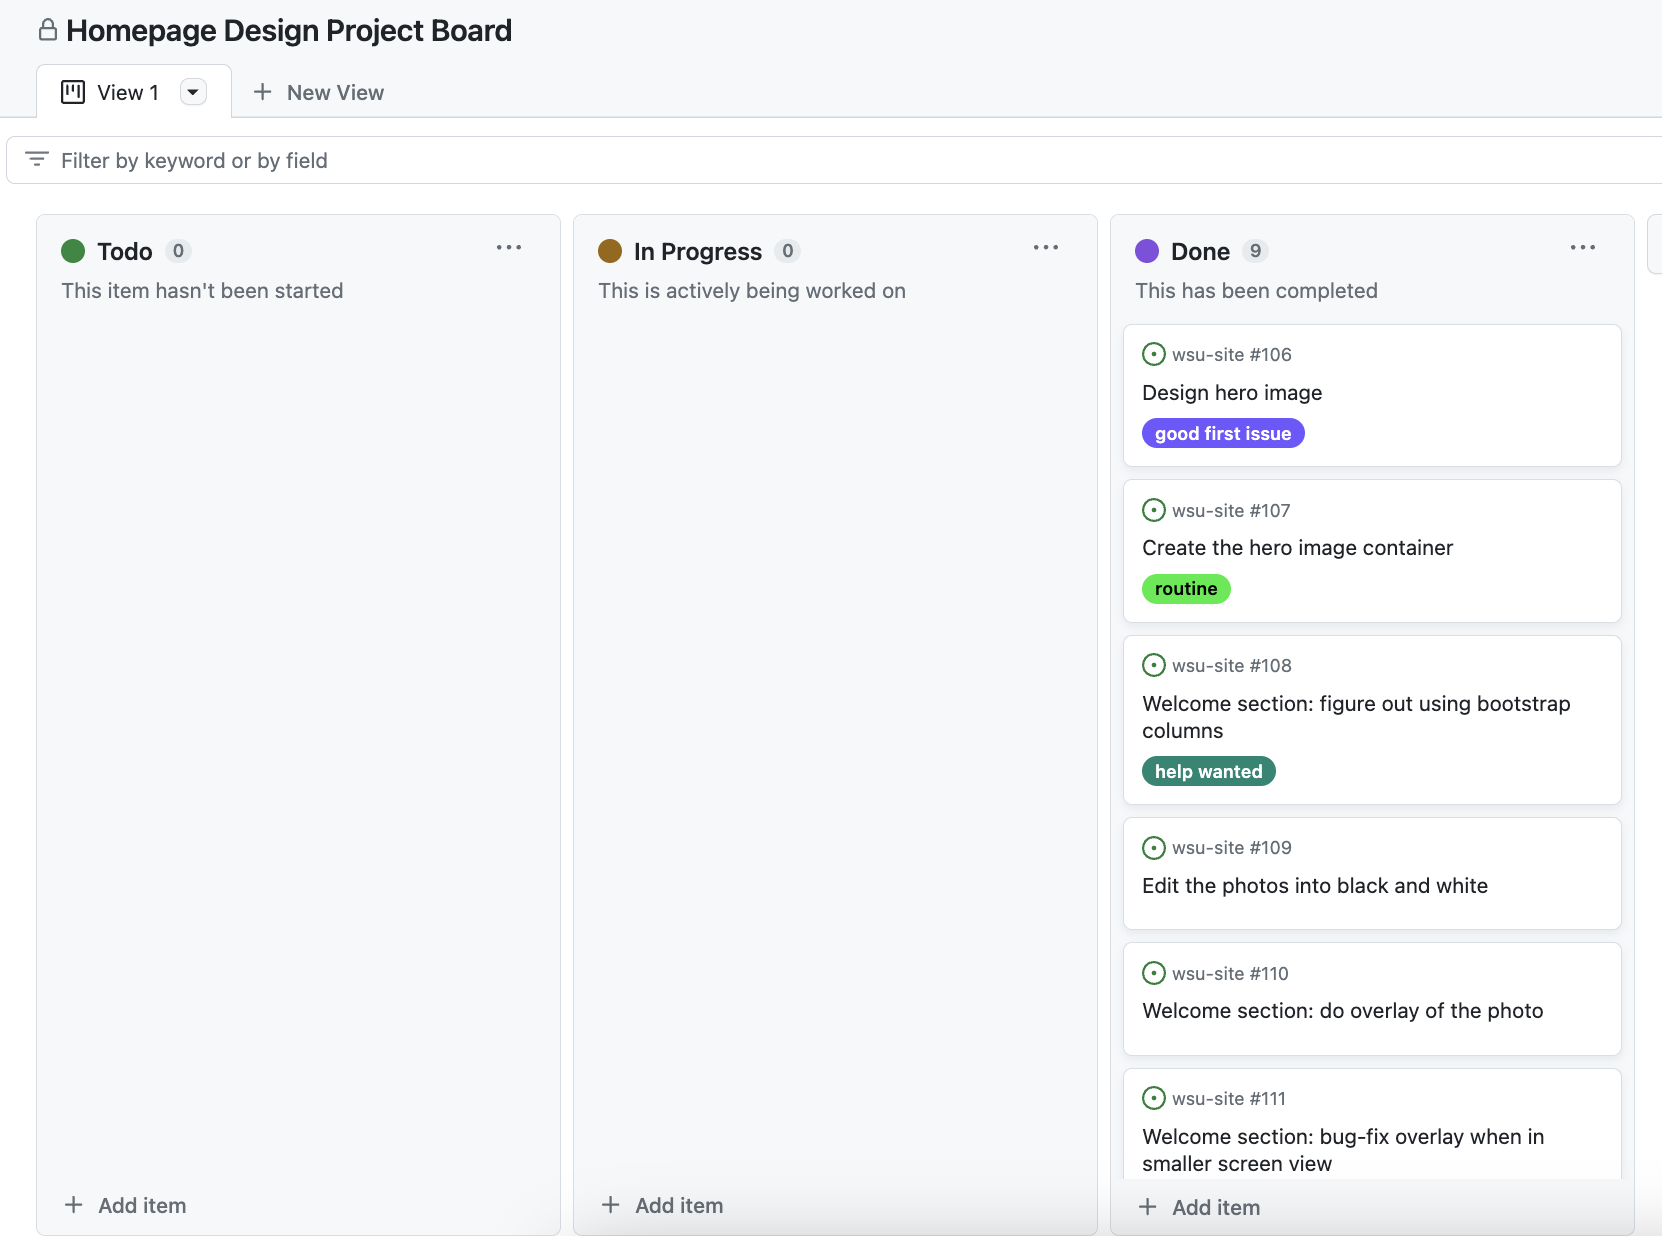 Homepage Design Project Board
View 1
New View
Filter by keyword or by field
Todo 0
This item hasn't been started
Add item
In Progress 0
This is actively being worked on
Add item
Done 9
This has been completed
wsu-site #106
Design hero image
good first issue
wsu-site #107
Create the hero image container
routine
wsu-site #108
Welcome section: figure out using bootstrap
columns
help wanted
wsu-site #109
Edit the photos into black and white
wsu-site #110
Welcome section: do overlay of the photo
wsu-site #111
Welcome section: bug-fix overlay when in
smaller screen view
Add item